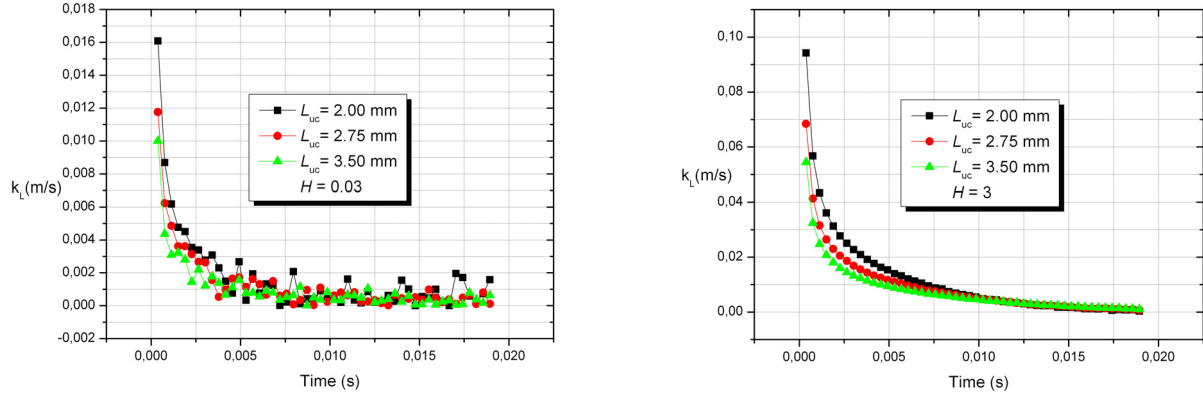 0,016
0,014
0,012
0,010
0,008
k_L(m/s)
0,006
0,004
0,002
0,000
-0,002
L_uc= 2.00 mm
L_uc= 2.75 mm
L_uc= 3.50 mm
H = 0.03
0,000 0,005 0,010 0,015 0,020
Time (s)
0,10
0,08
0,06
k_L(m/s)
0,04
0,02
0,00
L_uc= 2.00 mm
L_uc= 2.75 mm
L_uc= 3.50 mm
H = 3
0,000 0,005 0,010 0,015 0,020
Time (s)